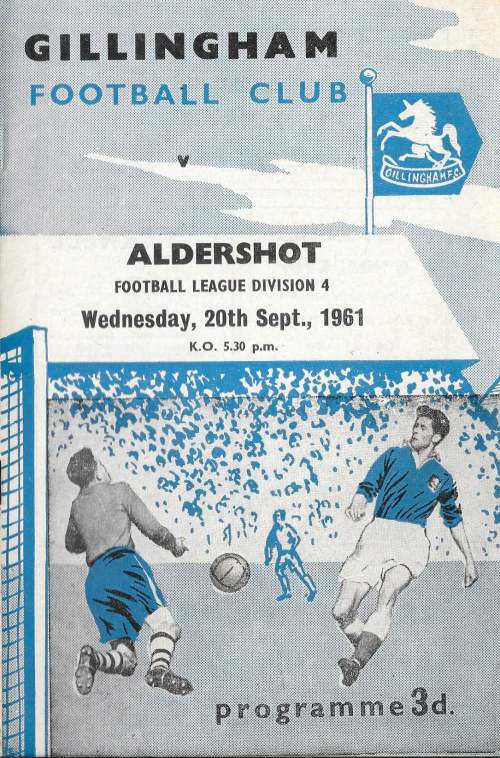 GILLINGHAM
FOOTBALL CLUB
GILLINGHAM F.C.
v
ALDERSHOT
FOOTBALL LEAGUE DIVISION 4
Wednesday, 20th Sept., 1961
K.O. 5.30 p.m.
programme 3d.